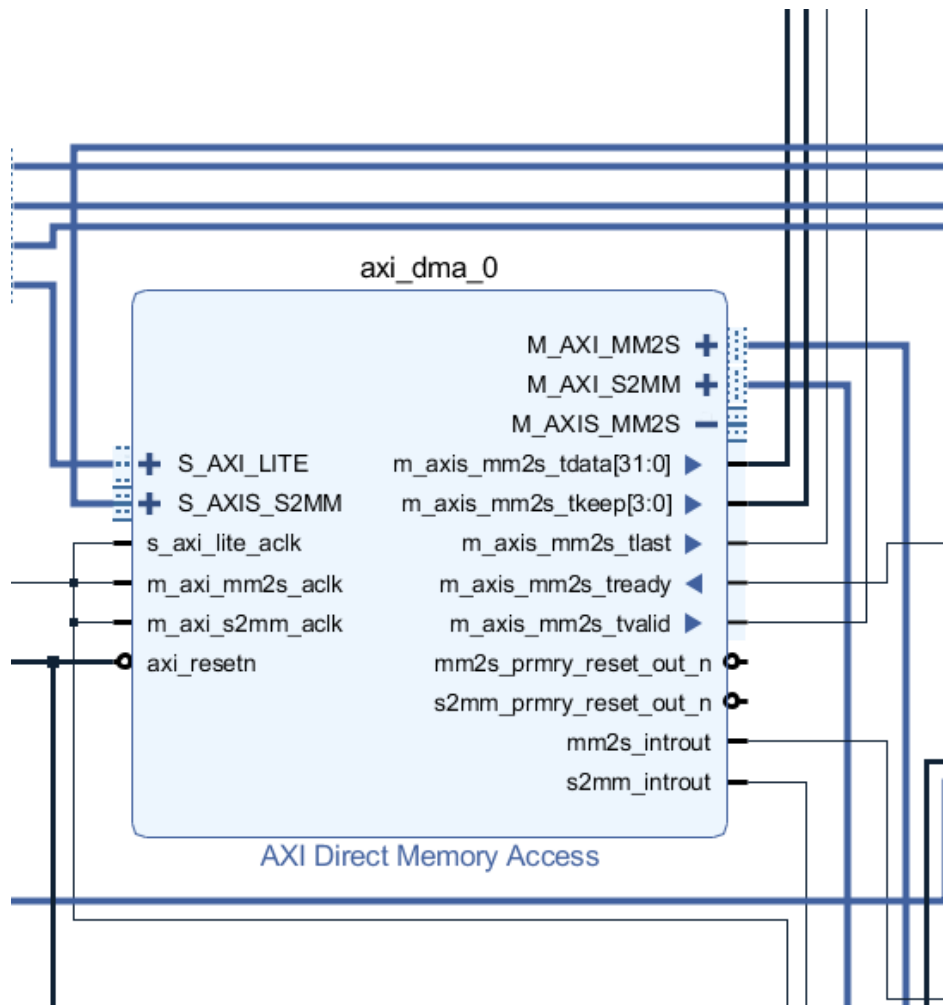 axi_dma_0
M_AXI_MM2S
M_AXI_S2MM
M_AXIS_MM2S
S_AXI_LITE
m_axis_mm2s_tdata[31:0]
S_AXIS_S2MM
m_axis_mm2s_tkeep[3:0]
s_axi_lite_aclk
m_axis_mm2s_tlast
m_axi_mm2s_aclk
m_axis_mm2s_tready
m_axi_s2mm_aclk
m_axis_mm2s_tvalid
axi_resetn
mm2s_prmry_reset_out_n
s2mm_prmry_reset_out_n
mm2s_introut
s2mm_introut
AXI Direct Memory Access